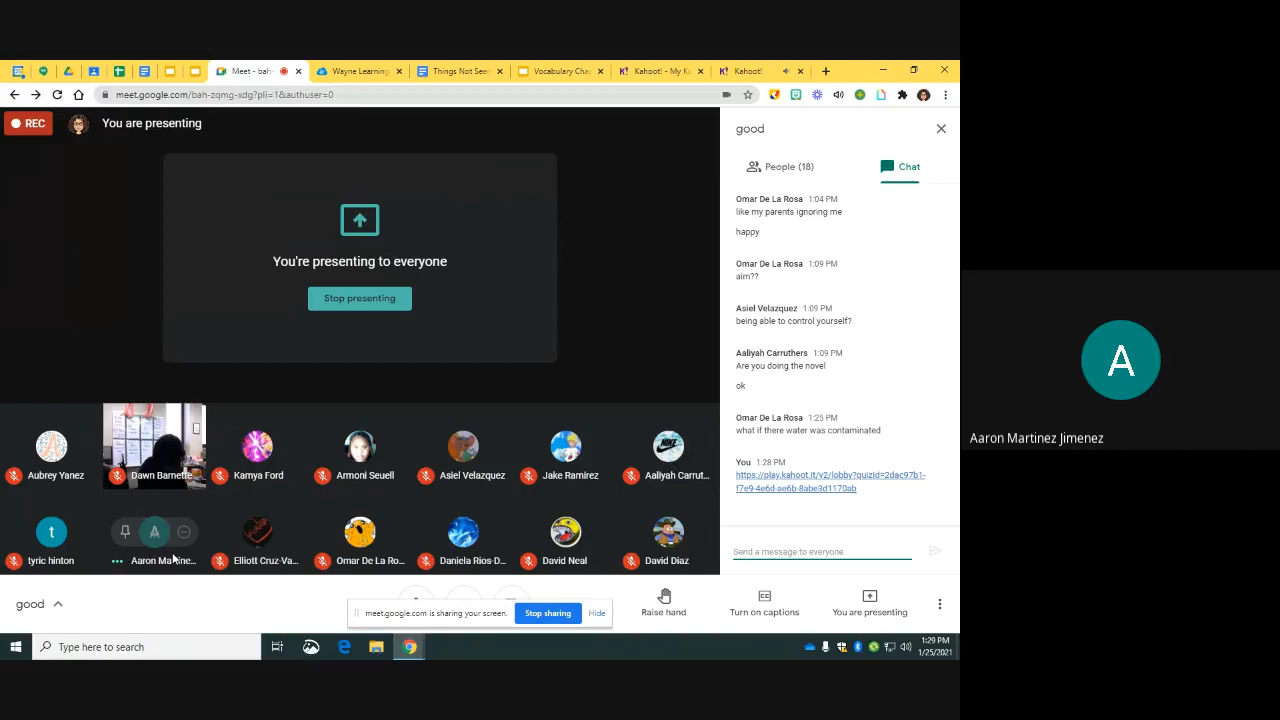 Meet - bah-
Wayne Learning
Things Not See
Vocabulary Cha
Kahoot! - My Ka
Kahoot!
meet.google.com/bah-zqmg-xdg?pli=1&authuser=0
REC
You are presenting
You're presenting to everyone
Stop presenting
good
People (18)
Chat
Omar De La Rosa 1:04 PM
like my parents ignoring me
happy
Omar De La Rosa 1:09 PM
aim??
Asiel Velazquez 1:09 PM
being able to control yourself?
Aaliyah Carruthers 1:09 PM
Are you doing the novel
ok
Omar De La Rosa 1:25 PM
what if there water was contaminated
You 1:28 PM
https://play.kahoot.it/v2/lobby?quizId=2dac97b1-
f7e9-4e6d-ae6b-8abe3d1170ab
Send a message to everyone
Aubrey Yanez
Dawn Barnette
Kamya Ford
Armoni Seuell
Asiel Velazquez
Jake Ramirez
Aaliyah Carrut...
t
A
tyric hinton
Aaron Martine...
Elliott Cruz-Va...
Omar De La Ro...
Daniela Rios-D...
David Neal
David Diaz
good
meet.google.com is sharing your screen.
Stop sharing
Hide
Raise hand
Turn on captions
You are presenting
Type here to search
1:29 PM
1/25/2021
A
Aaron Martinez Jimenez